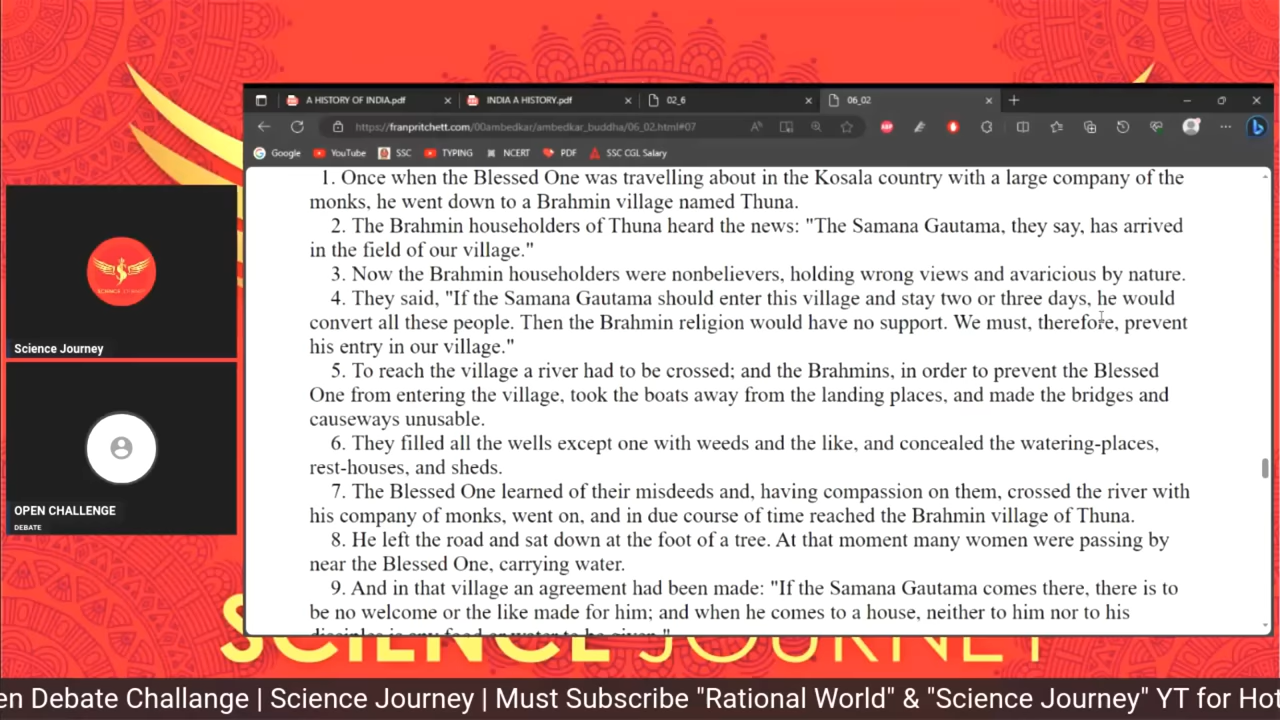 A HISTORY OF INDIA.pdf
INDIA A HISTORY.pdf
02_6
06_02
https://franpritchett.com/00ambedkar/ambedkar_buddha/06_02.html#07
Google
YouTube
SSC
TYPING
NCERT
PDF
SSC CGL Salary
1. Once when the Blessed One was travelling about in the Kosala country with a large company of the
monks, he went down to a Brahmin village named Thuna.
2. The Brahmin householders of Thuna heard the news: "The Samana Gautama, they say, has arrived
in the field of our village."
3. Now the Brahmin householders were nonbelievers, holding wrong views and avaricious by nature.
4. They said, "If the Samana Gautama should enter this village and stay two or three days, he would
convert all these people. Then the Brahmin religion would have no support. We must, therefore, prevent
his entry in our village."
5. To reach the village a river had to be crossed; and the Brahmins, in order to prevent the Blessed
One from entering the village, took the boats away from the landing places, and made the bridges and
causeways unusable.
6. They filled all the wells except one with weeds and the like, and concealed the watering-places,
rest-houses, and sheds.
7. The Blessed One learned of their misdeeds and, having compassion on them, crossed the river with
his company of monks, went on, and in due course of time reached the Brahmin village of Thuna.
8. He left the road and sat down at the foot of a tree. At that moment many women were passing by
near the Blessed One, carrying water.
9. And in that village an agreement had been made: "If the Samana Gautama comes there, there is to
be no welcome or the like made for him; and when he comes to a house, neither to him nor to his
disciples is any food or water to be given."
Science Journey
OPEN CHALLENGE
DEBATE
SCIENCE JOURNEY
en Debate Challange | Science Journey | Must Subscribe "Rational World" & "Science Journey" YT for Hot